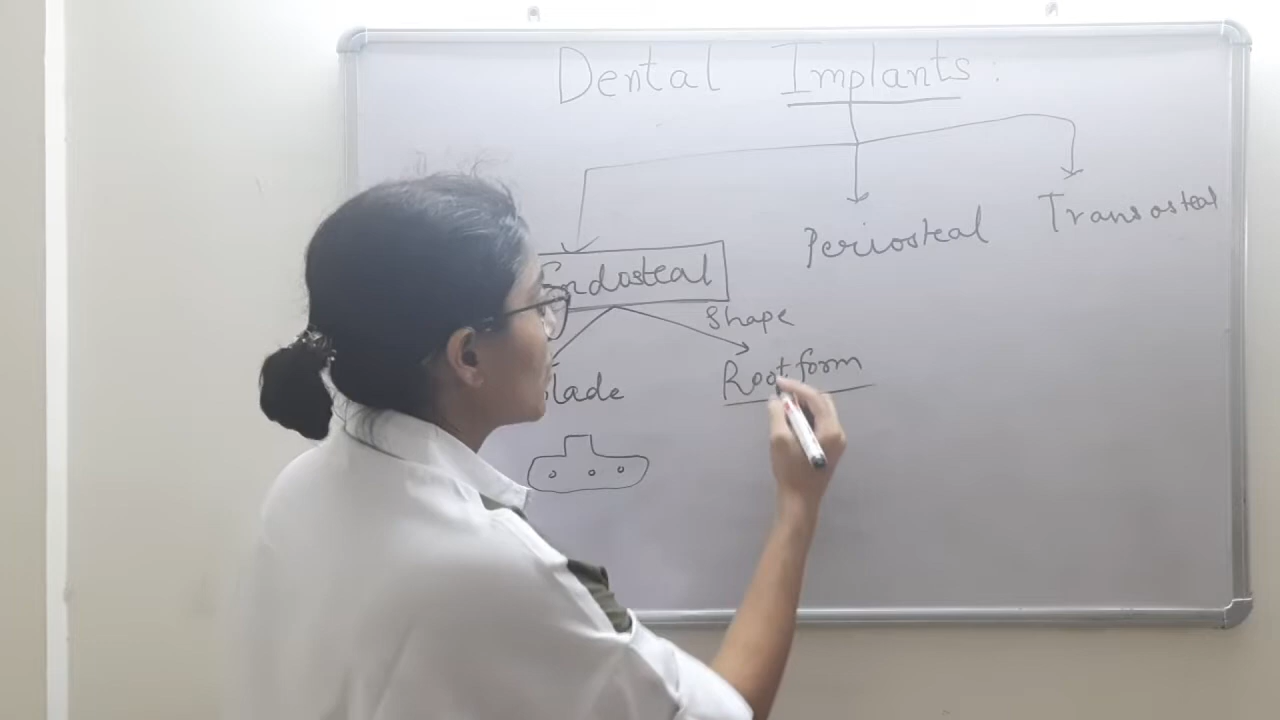 Dental Implants:
Endosteal
Periosteal
Transosteal
Shape
lade
Root form